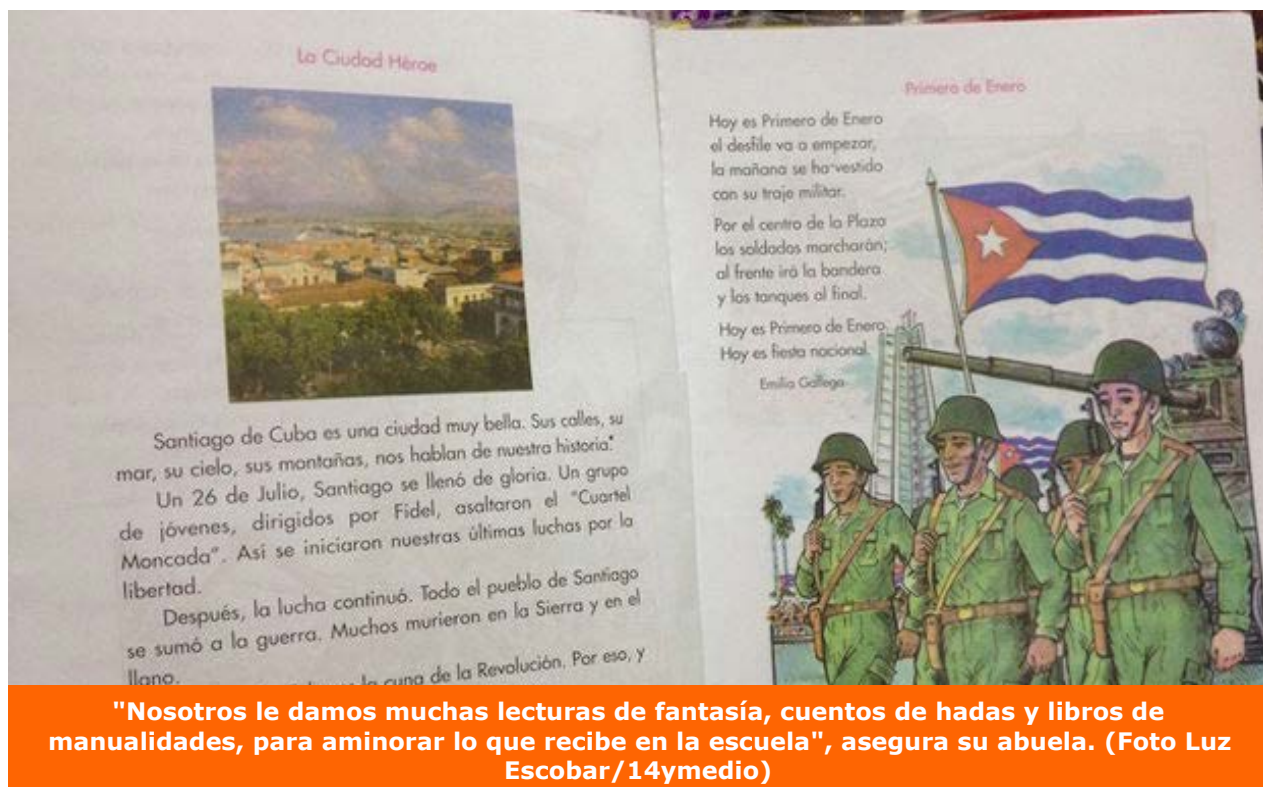 La Ciudad Héroe
Santiago de Cuba es una ciudad muy bella. Sus calles, su
mar, su cielo, sus montañas, nos hablan de nuestra historia.
Un 26 de Julio, Santiago se llenó de gloria. Un grupo
de jóvenes, dirigidos por Fidel, asaltaron el "Cuartel
Moncada". Así se iniciaron nuestras últimas luchas por la
libertad.
Después, la lucha continuó. Todo el pueblo de Santiago
se sumó a la guerra. Muchos murieron en la Sierra y en el
llano.
la cuna de la Revolución. Por eso, y
Primero de Enero
Hoy es Primero de Enero
el desfile va a empezar,
la mañana se ha vestido
con su traje militar.
Por el centro de la Plaza
los soldados marcharán;
al frente irá la bandera
y los tanques al final.
Hoy es Primero de Enero
Hoy es fiesta nacional.
Emilia Gallego
"Nosotros le damos muchas lecturas de fantasía, cuentos de hadas y libros de
manualidades, para aminorar lo que recibe en la escuela", asegura su abuela. (Foto Luz
Escobar/14ymedio)